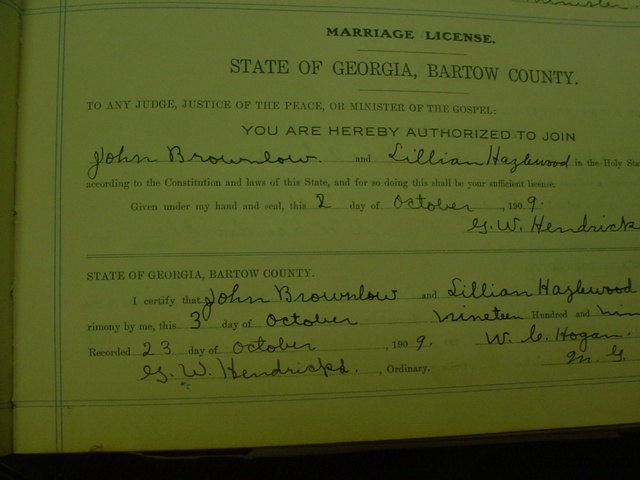 MARRIAGE LICENSE.
STATE OF GEORGIA, BARTOW COUNTY.
TO ANY JUDGE, JUSTICE OF THE PEACE, OR MINISTER OF THE GOSPEL:
YOU ARE HEREBY AUTHORIZED TO JOIN
John Brownlow. and Lillian Hazlewood in the Holy Sta
according to the Constitution and laws of this State, and for so doing this shall be your sufficient license.
Given under my hand and seal, this 2 day of October, 1909.
G. W. Hendrick
STATE OF GEORGIA, BARTOW COUNTY.
I certify that John Brownlow and Lillian Hazlewood
rimony by me, this 3 day of October Nineteen Hundred and nin
Recorded 23 day of October, 1909. W. C. Hogan.
G. W. Hendricks. , Ordinary. M. G.